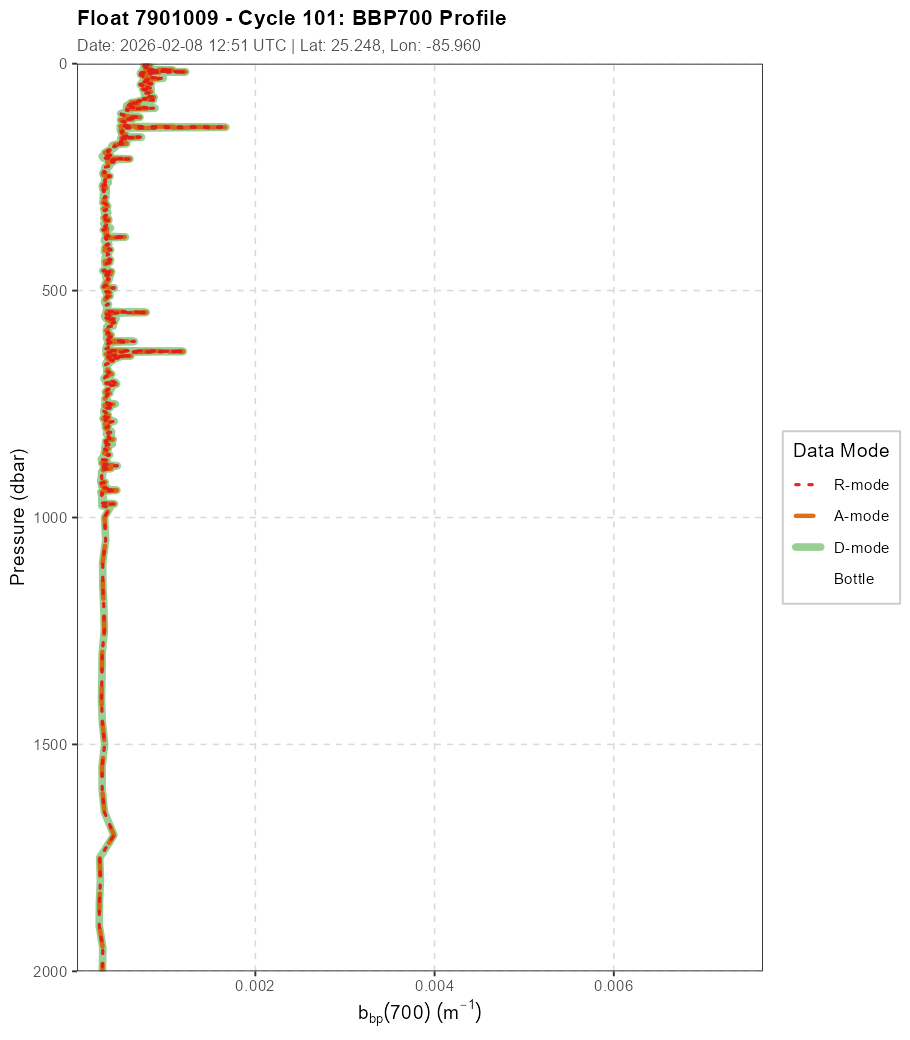 Float 7901009 - Cycle 101: BBP700 Profile
Date: 2026-02-08 12:51 UTC | Lat: 25.248, Lon: -85.960
0
500
1000
1500
2000
Pressure (dbar)
0.002
0.004
0.006
b_bp(700) (m⁻¹)
Data Mode
R-mode
A-mode
D-mode
Bottle